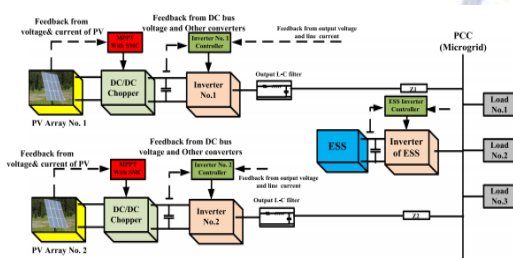 Feedback from
voltage& current of PV
MPPT
With SMC
Feedback from DC bus
voltage and Other converters
Inverter No. 1
Controller
Feedback from output voltage
and line current
PCC
(Microgrid)
DC/DC
Chopper
Inverter
No.1
Output L-C filter
Z1
PV Array No. 1
ESS Inverter
Controller
Load
No.1
ESS
Inverter
of ESS
Load
No.2
Feedback from
voltage& current of PV
MPPT
With SMC
Feedback from DC bus
voltage and Other converters
Inverter No. 2
Controller
Feedback from output voltage
and line current
DC/DC
Chopper
Inverter
No.2
Output L-C filter
Z2
Load
No.3
PV Array No. 2